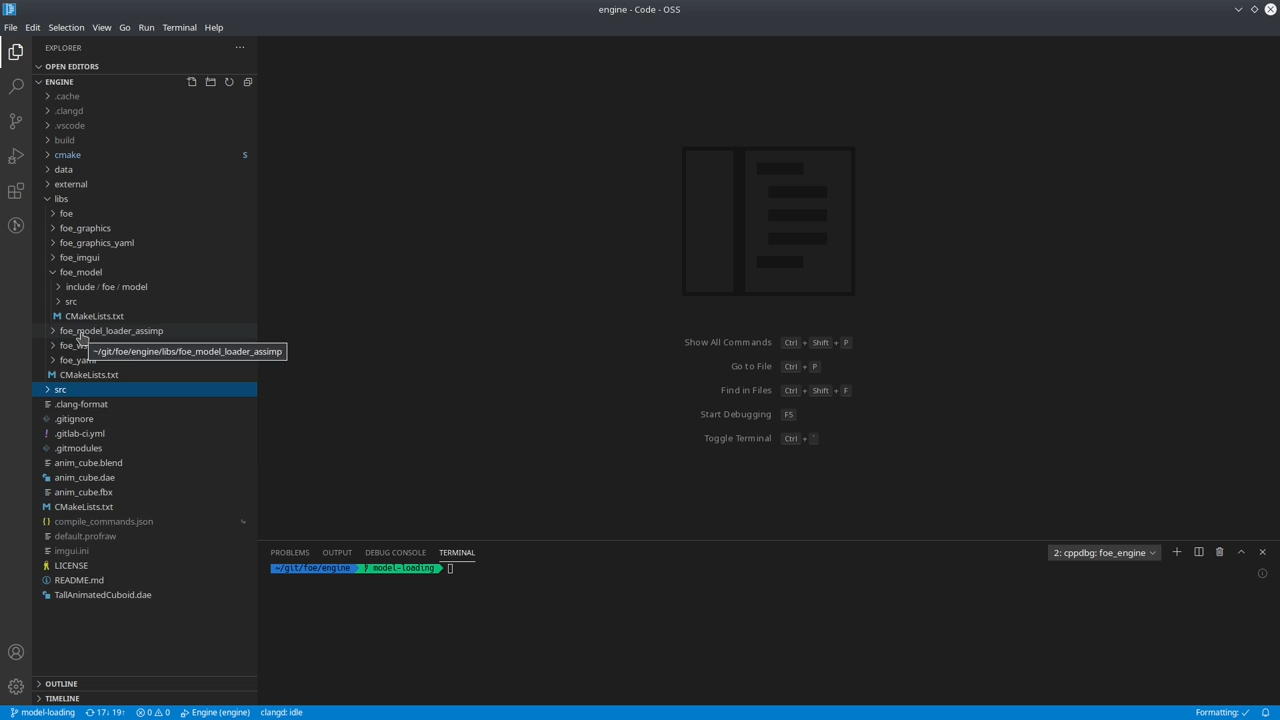 engine - Code - OSS
File Edit Selection View Go Run Terminal Help
EXPLORER
OPEN EDITORS
ENGINE
.cache
.clangd
.vscode
build
cmake S
data
external
libs
foe
foe_graphics
foe_graphics_yaml
foe_imgui
foe_model
include / foe / model
src
CMakeLists.txt
foe_model_loader_assimp
~/git/foe/engine/libs/foe_model_loader_assimp
CMakeLists.txt
src
.clang-format
.gitignore
.gitlab-ci.yml
.gitmodules
anim_cube.blend
anim_cube.dae
anim_cube.fbx
CMakeLists.txt
compile_commands.json
default.profraw
imgui.ini
LICENSE
README.md
TallAnimatedCuboid.dae
OUTLINE
TIMELINE
Show All Commands Ctrl + Shift + P
Go to File Ctrl + P
Find in Files Ctrl + Shift + F
Start Debugging F5
Toggle Terminal Ctrl + `
PROBLEMS OUTPUT DEBUG CONSOLE TERMINAL
2: cppdbg: foe_engine
~/git/foe/engine model-loading
model-loading 17↓ 19↑ 0 0 Engine (engine) clangd: idle
Formatting: ✓